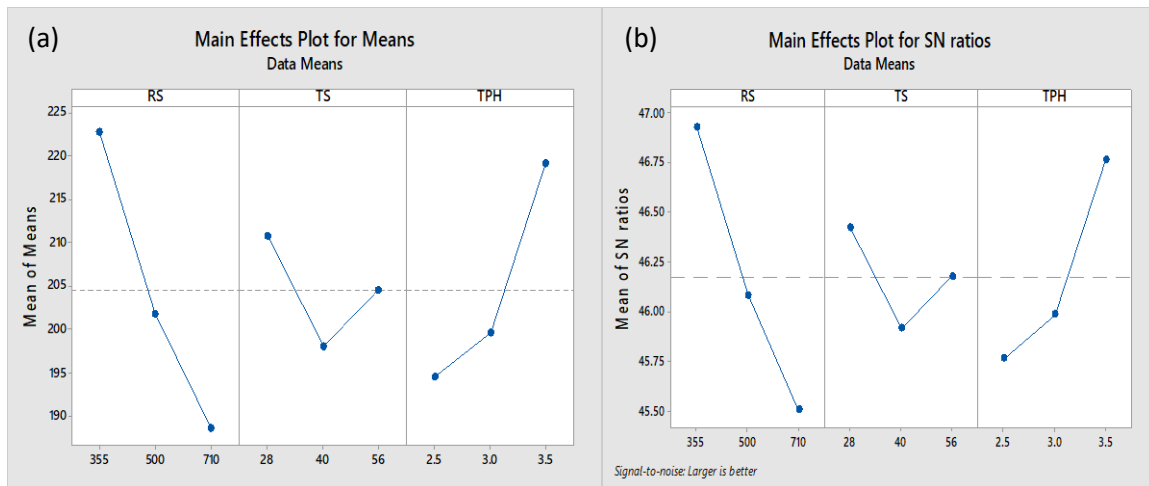 (a)
Main Effects Plot for Means
Data Means
RS TS TPH
Mean of Means
225
220
215
210
205
200
195
190
355 500 710 28 40 56 2.5 3.0 3.5
(b)
Main Effects Plot for SN ratios
Data Means
RS TS TPH
Mean of SN ratios
47.00
46.75
46.50
46.25
46.00
45.75
45.50
355 500 710 28 40 56 2.5 3.0 3.5
Signal-to-noise: Larger is better